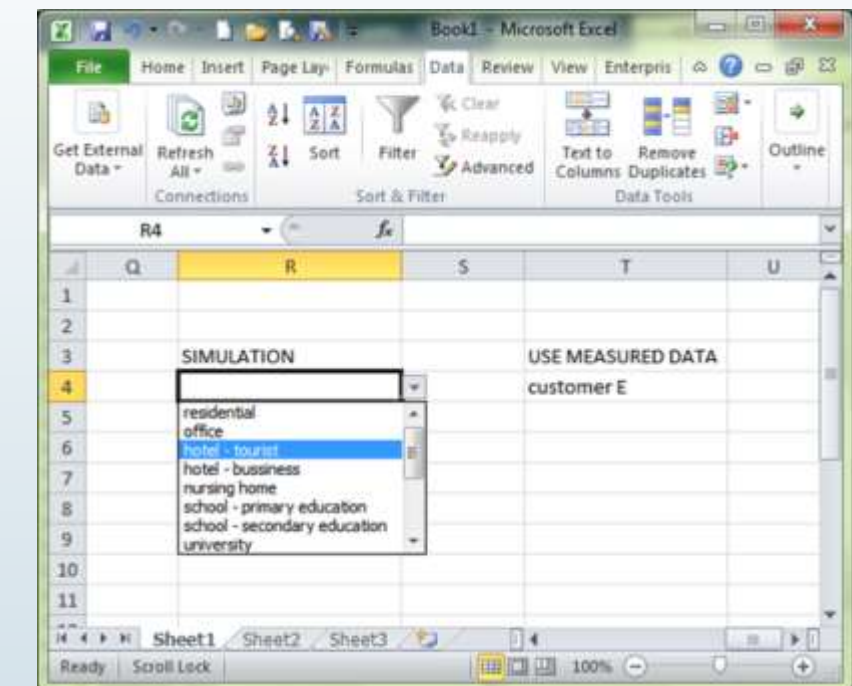 Book1 - Microsoft Excel
File Home Insert Page Lay Formulas Data Review View Enterpris
Get External Data
Refresh All
Connections
A Z
Z A
Sort
Filter
Clear
Reapply
Advanced
Sort & Filter
Text to Columns
Remove Duplicates
Data Tools
Outline
R4 fx
Q R S T U
1
2
3 SIMULATION USE MEASURED DATA
4 customer E
5 residential
office
6 hotel - tourist
7 hotel - bussiness
nursing home
8 school - primary education
school - secondary education
9 university
10
11
Sheet1 Sheet2 Sheet3
Ready Scroll Lock 100%